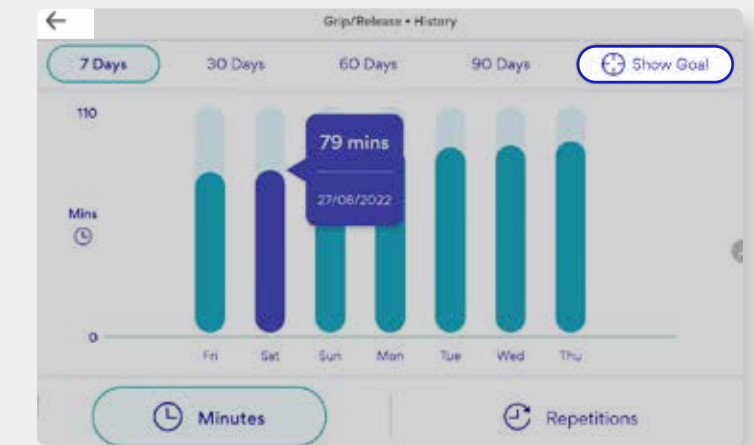 Grip/Release • History
7 Days 30 Days 60 Days 90 Days Show Goal
110
79 mins
27/08/2022
Mins
0
Fri Sat Sun Mon Tue Wed Thu
Minutes Repetitions